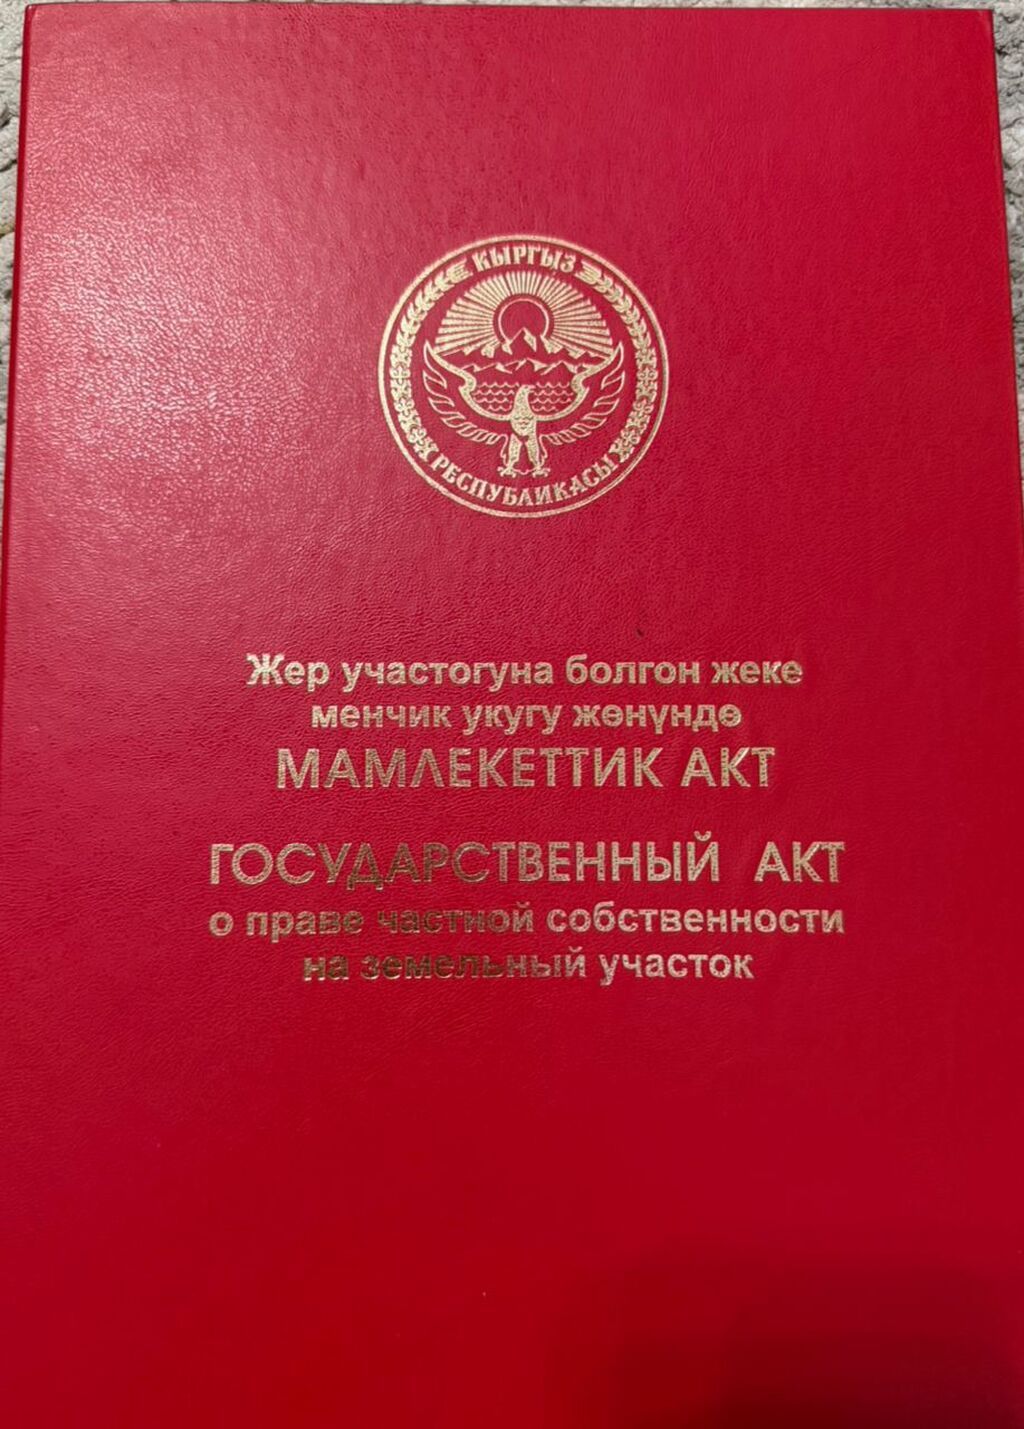 КЫРГЫЗ
РЕСПУБЛИКАСЫ
Жер участогуна болгон жеке
менчик укугу жөнүндө
МАМЛЕКЕТТИК АКТ
ГОСУДАРСТВЕННЫЙ АКТ
о праве частной собственности
на земельный участок